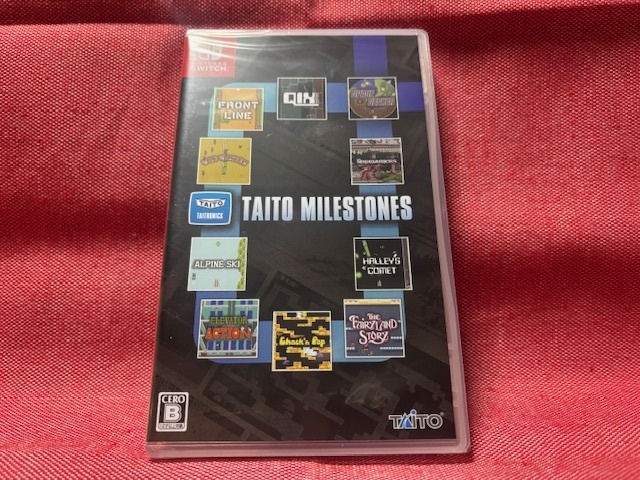 SWITCH
FRONT
LINE
QIX
TAITO
TAITRONICS
TAITO MILESTONES
ALPINE SKI
HALLEY'S
COMET
ELEVATOR
ACTION
Chack'n Pop
THE
FAIRYLAND
STORY
CERO
B
TAITO